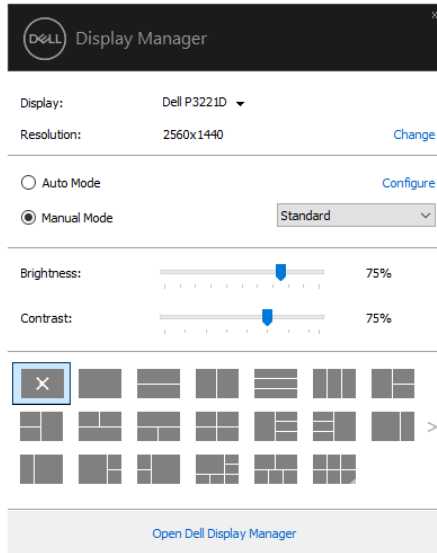 DELL Display Manager
Display: Dell P3221D
Resolution: 2560x1440 Change
Auto Mode Configure
Manual Mode Standard
Brightness: 75%
Contrast: 75%
Open Dell Display Manager